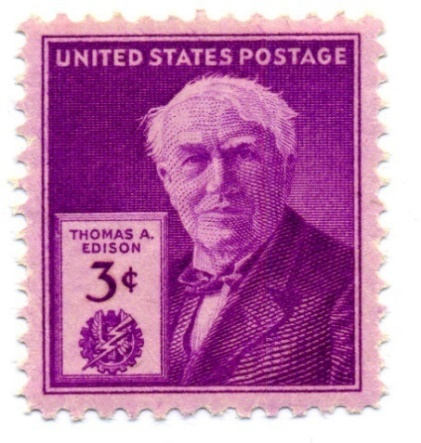 UNITED STATES POSTAGE
THOMAS A.
EDISON
3¢